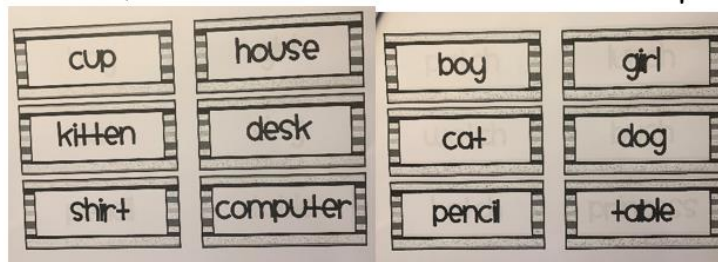 cup house
kitten desk
shirt computer
boy girl
cat dog
pencil table